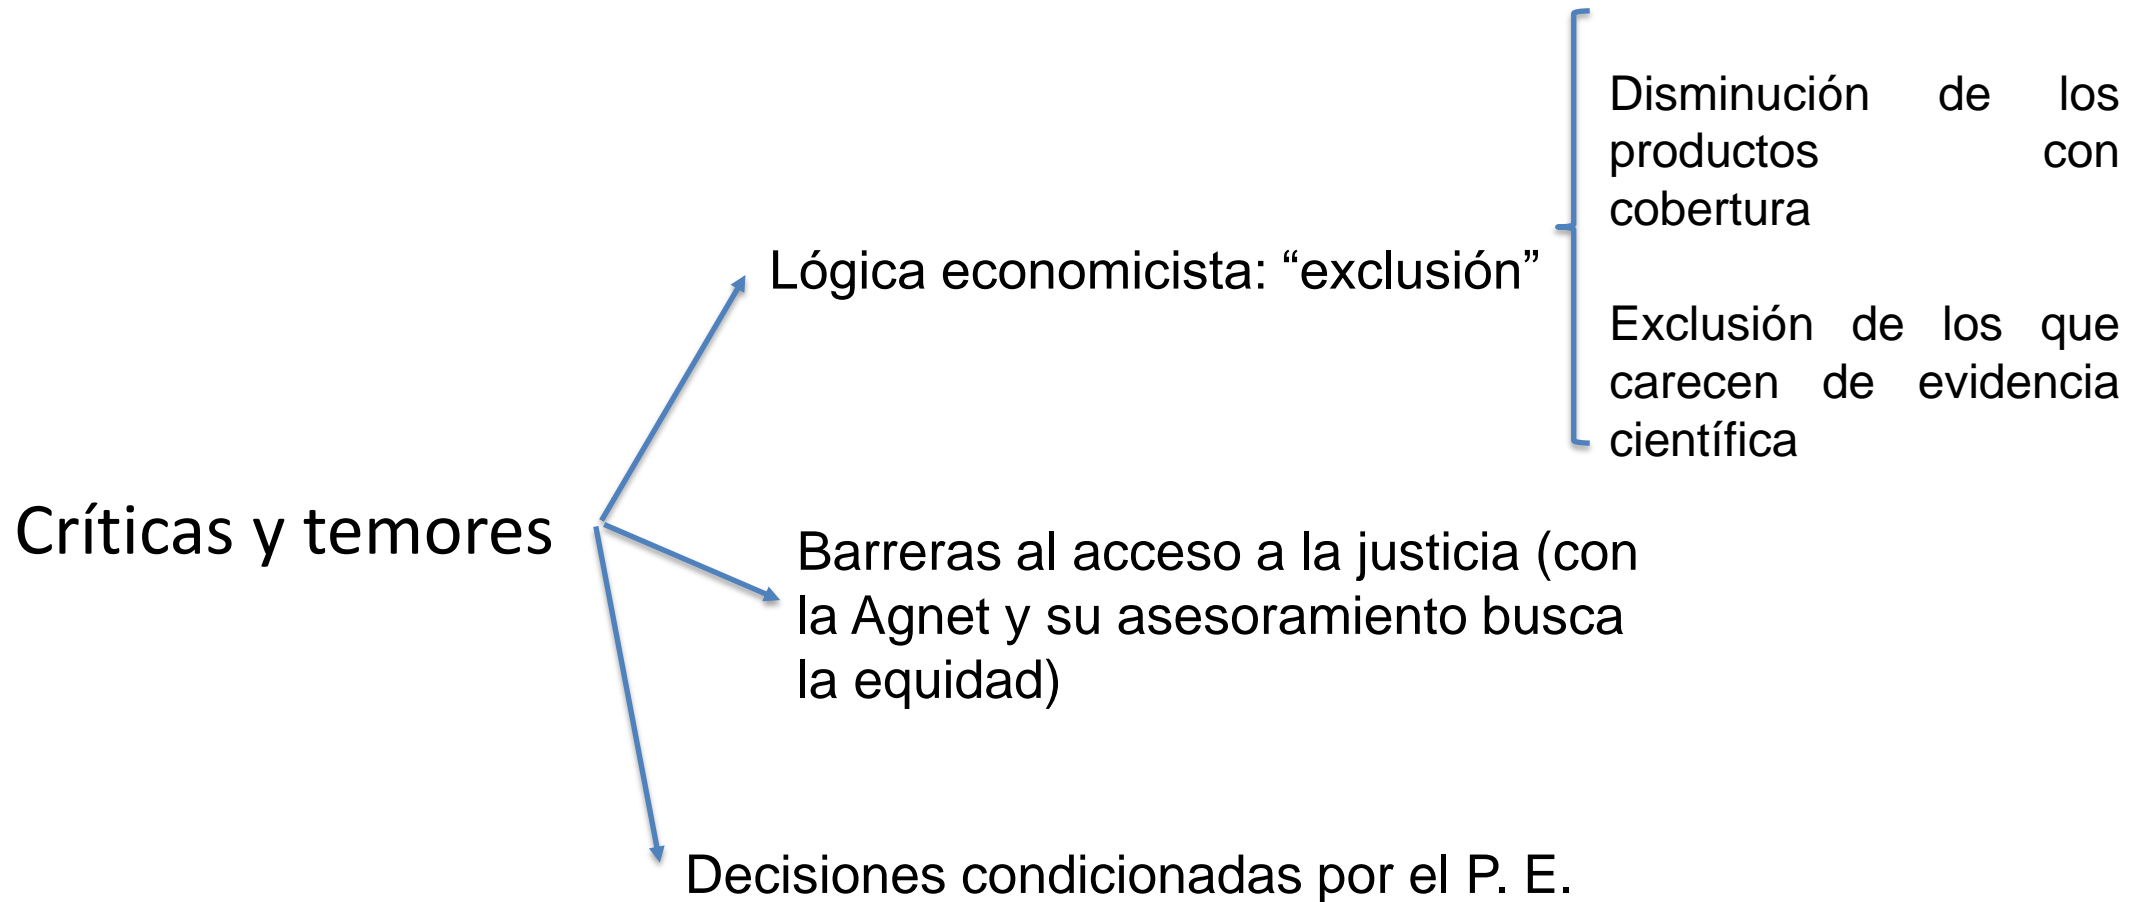 Críticas y temores
Lógica economicista: “exclusión”
Disminución de los
productos con
cobertura
Exclusión de los que
carecen de evidencia
científica
Barreras al acceso a la justicia (con
la Agnet y su asesoramiento busca
la equidad)
Decisiones condicionadas por el P. E.